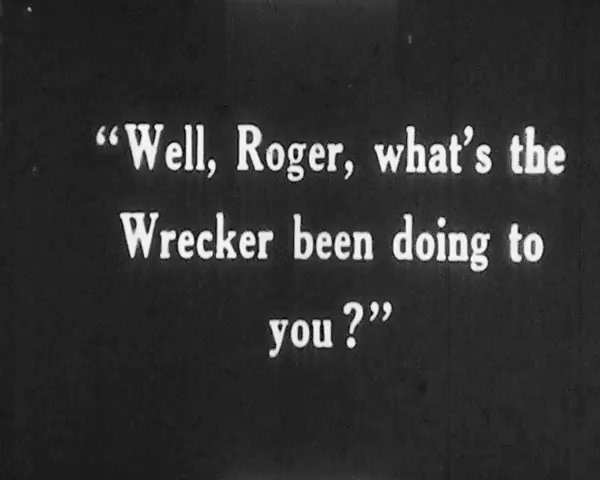 “Well, Roger, what's the
Wrecker been doing to
you?”